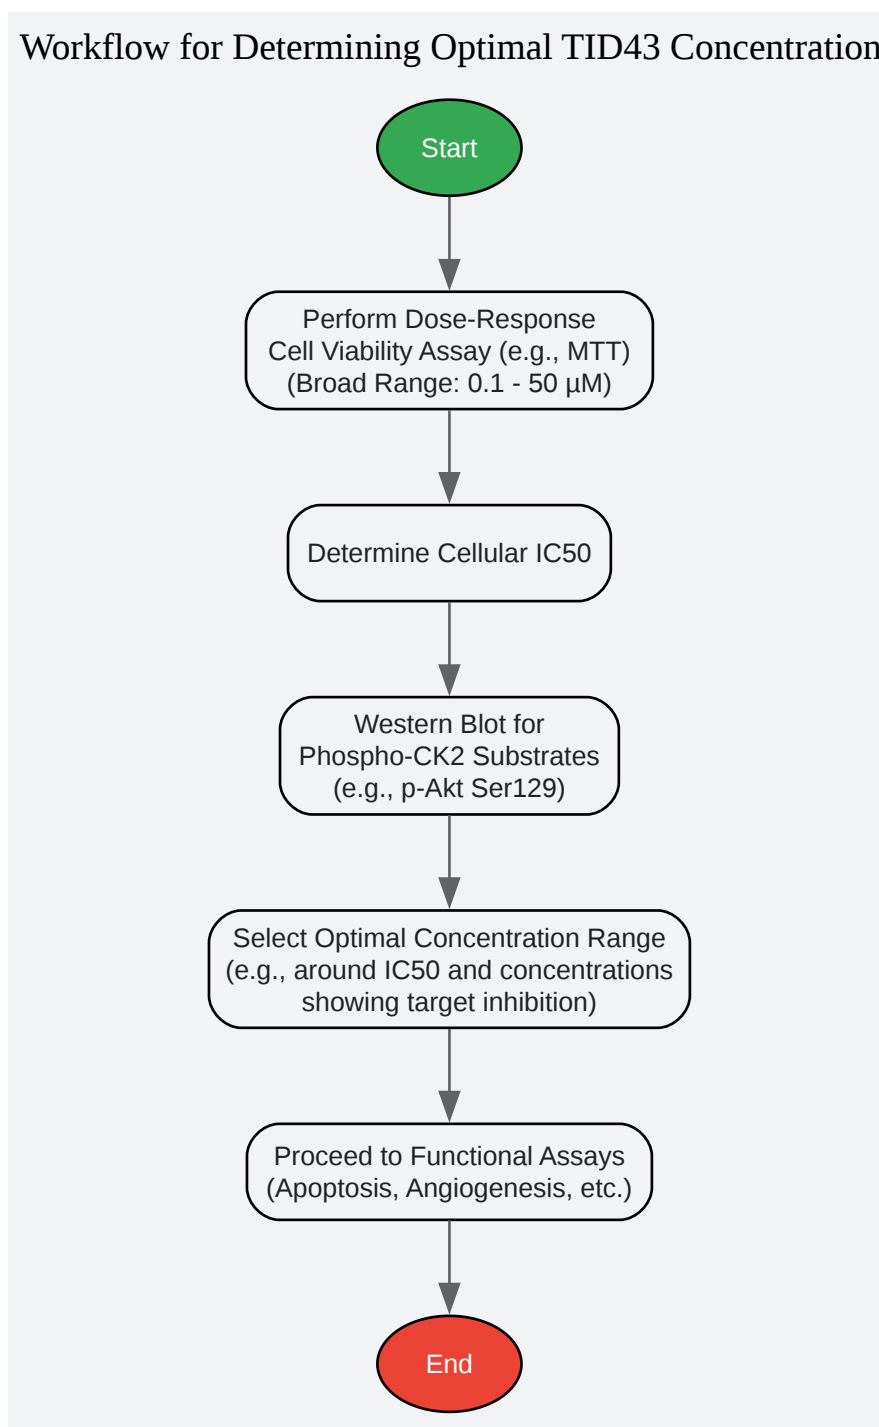 Workflow for Determining Optimal TID43 Concentration
Start
Perform Dose-Response
Cell Viability Assay (e.g., MTT)
(Broad Range: 0.1 - 50 µM)
Determine Cellular IC50
Western Blot for
Phospho-CK2 Substrates
(e.g., p-Akt Ser129)
Select Optimal Concentration Range
(e.g., around IC50 and concentrations
showing target inhibition)
Proceed to Functional Assays
(Apoptosis, Angiogenesis, etc.)
End